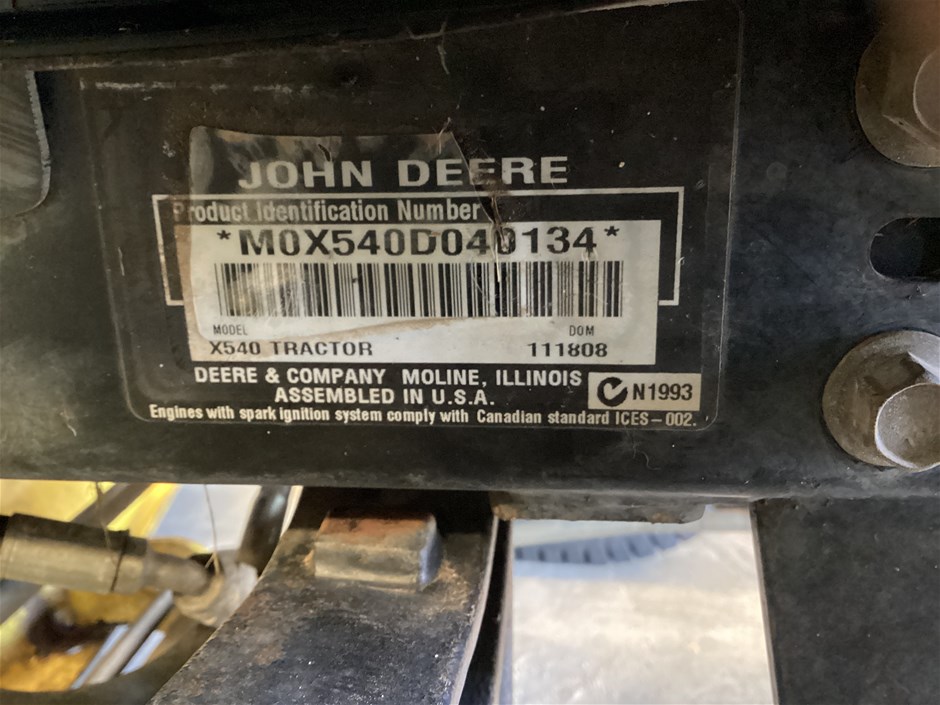 JOHN DEERE
Product Identification Number
*M0X540D040134*
MODEL DOM
X540 TRACTOR 111808
DEERE & COMPANY MOLINE, ILLINOIS
ASSEMBLED IN U.S.A.
N1993
Engines with spark ignition system comply with Canadian standard ICES-002.